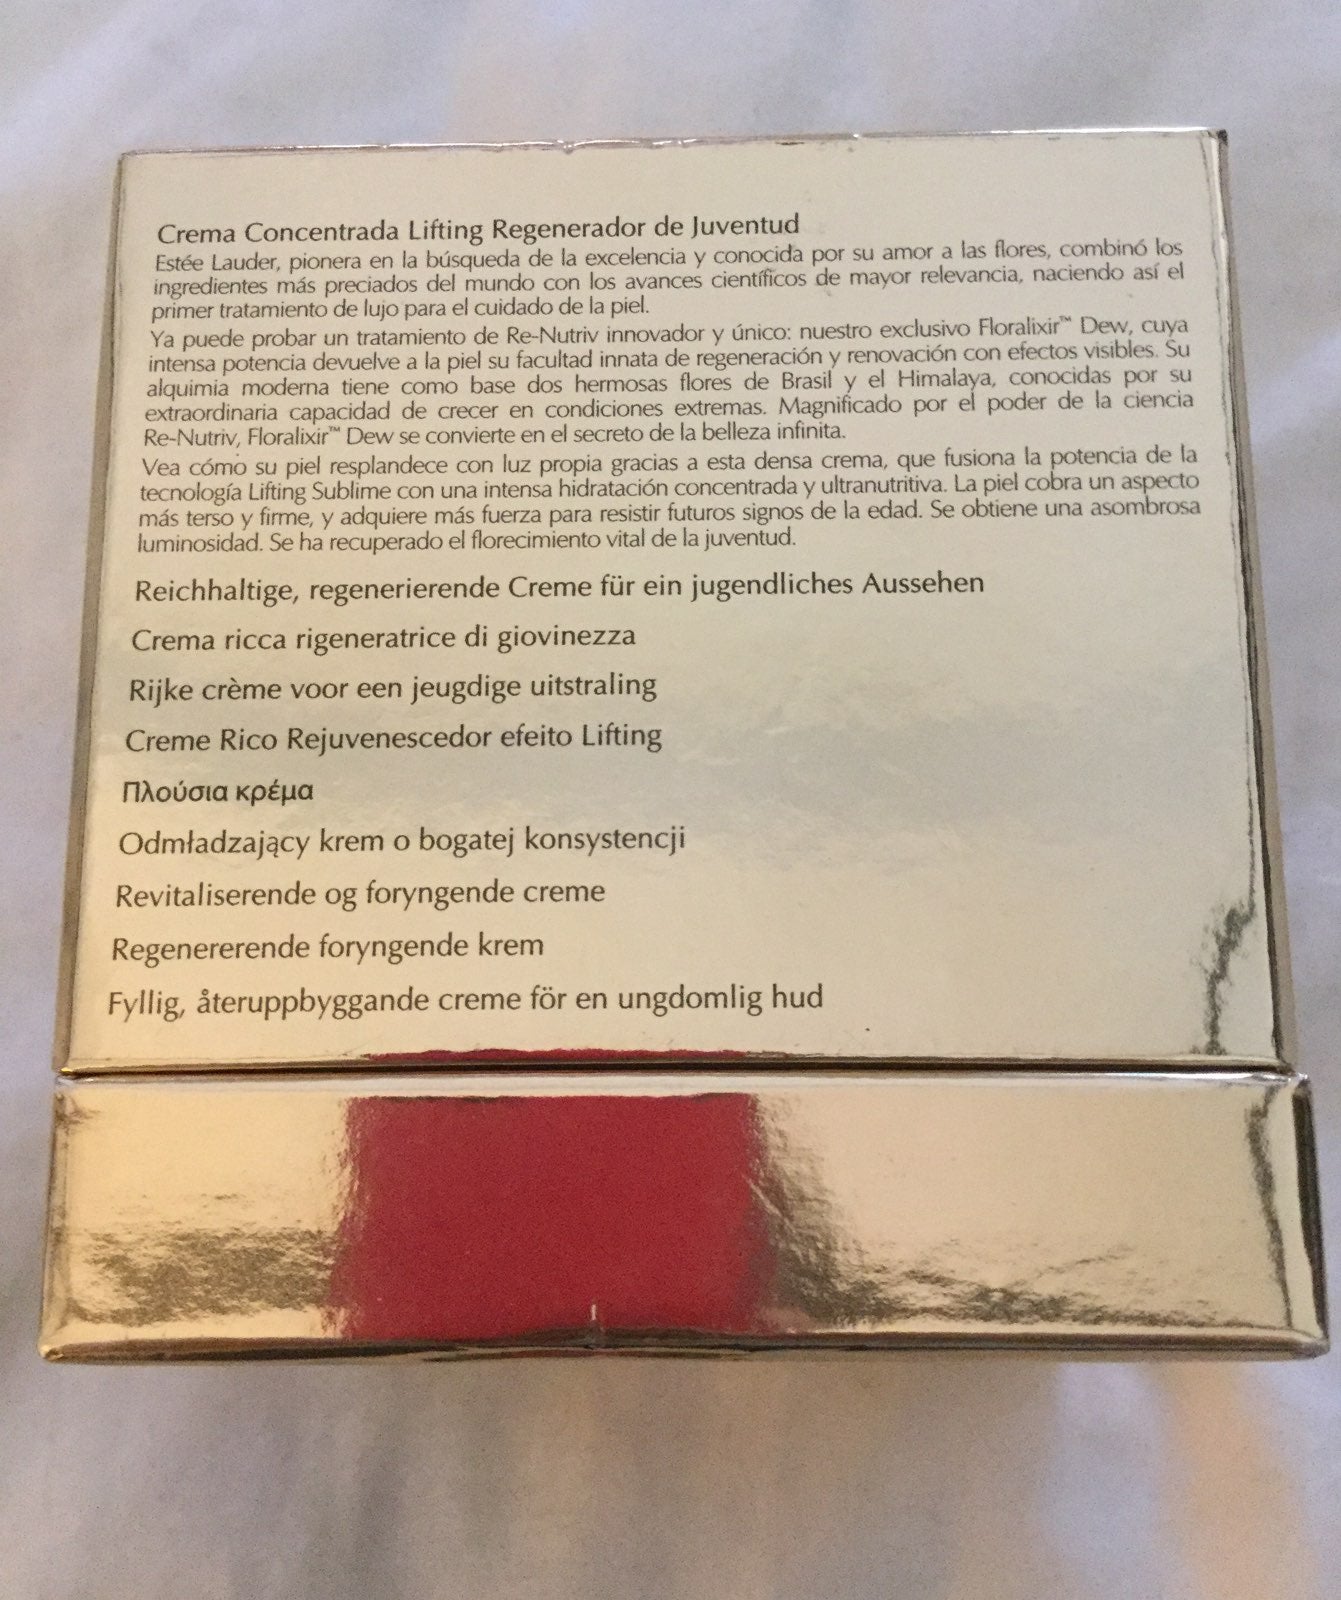 Crema Concentrada Lifting Regenerador de Juventud
Estée Lauder, pionera en la búsqueda de la excelencia y conocida por su amor a las flores, combinó los
ingredientes más preciados del mundo con los avances científicos de mayor relevancia, naciendo así el
primer tratamiento de lujo para el cuidado de la piel.
Ya puede probar un tratamiento de Re-Nutriv innovador y único: nuestro exclusivo Floralixir™ Dew, cuya
intensa potencia devuelve a la piel su facultad innata de regeneración y renovación con efectos visibles. Su
alquimia moderna tiene como base dos hermosas flores de Brasil y el Himalaya, conocidas por su
extraordinaria capacidad de crecer en condiciones extremas. Magnificado por el poder de la ciencia
Re-Nutriv, Floralixir™ Dew se convierte en el secreto de la belleza infinita.
Vea cómo su piel resplandece con luz propia gracias a esta densa crema, que fusiona la potencia de la
tecnología Lifting Sublime con una intensa hidratación concentrada y ultranutritiva. La piel cobra un aspecto
más terso y firme, y adquiere más fuerza para resistir futuros signos de la edad. Se obtiene una asombrosa
luminosidad. Se ha recuperado el florecimiento vital de la juventud.
Reichhaltige, regenerierende Creme für ein jugendliches Aussehen
Crema ricca rigeneratrice di giovinezza
Rijke crème voor een jeugdige uitstraling
Creme Rico Rejuvenescedor efeito Lifting
Πλούσια κρέμα
Odmładzający krem o bogatej konsystencji
Revitaliserende og foryngende creme
Regenererende foryngende krem
Fyllig, återuppbyggande creme för en ungdomlig hud